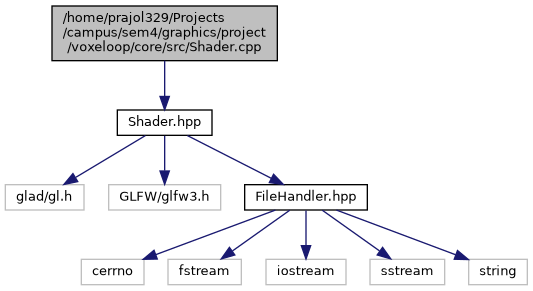 /home/prajol329/Projects
/campus/sem4/graphics/project
/voxeloop/core/src/Shader.cpp
Shader.hpp
glad/gl.h
GLFW/glfw3.h
FileHandler.hpp
cerrno
fstream
iostream
sstream
string